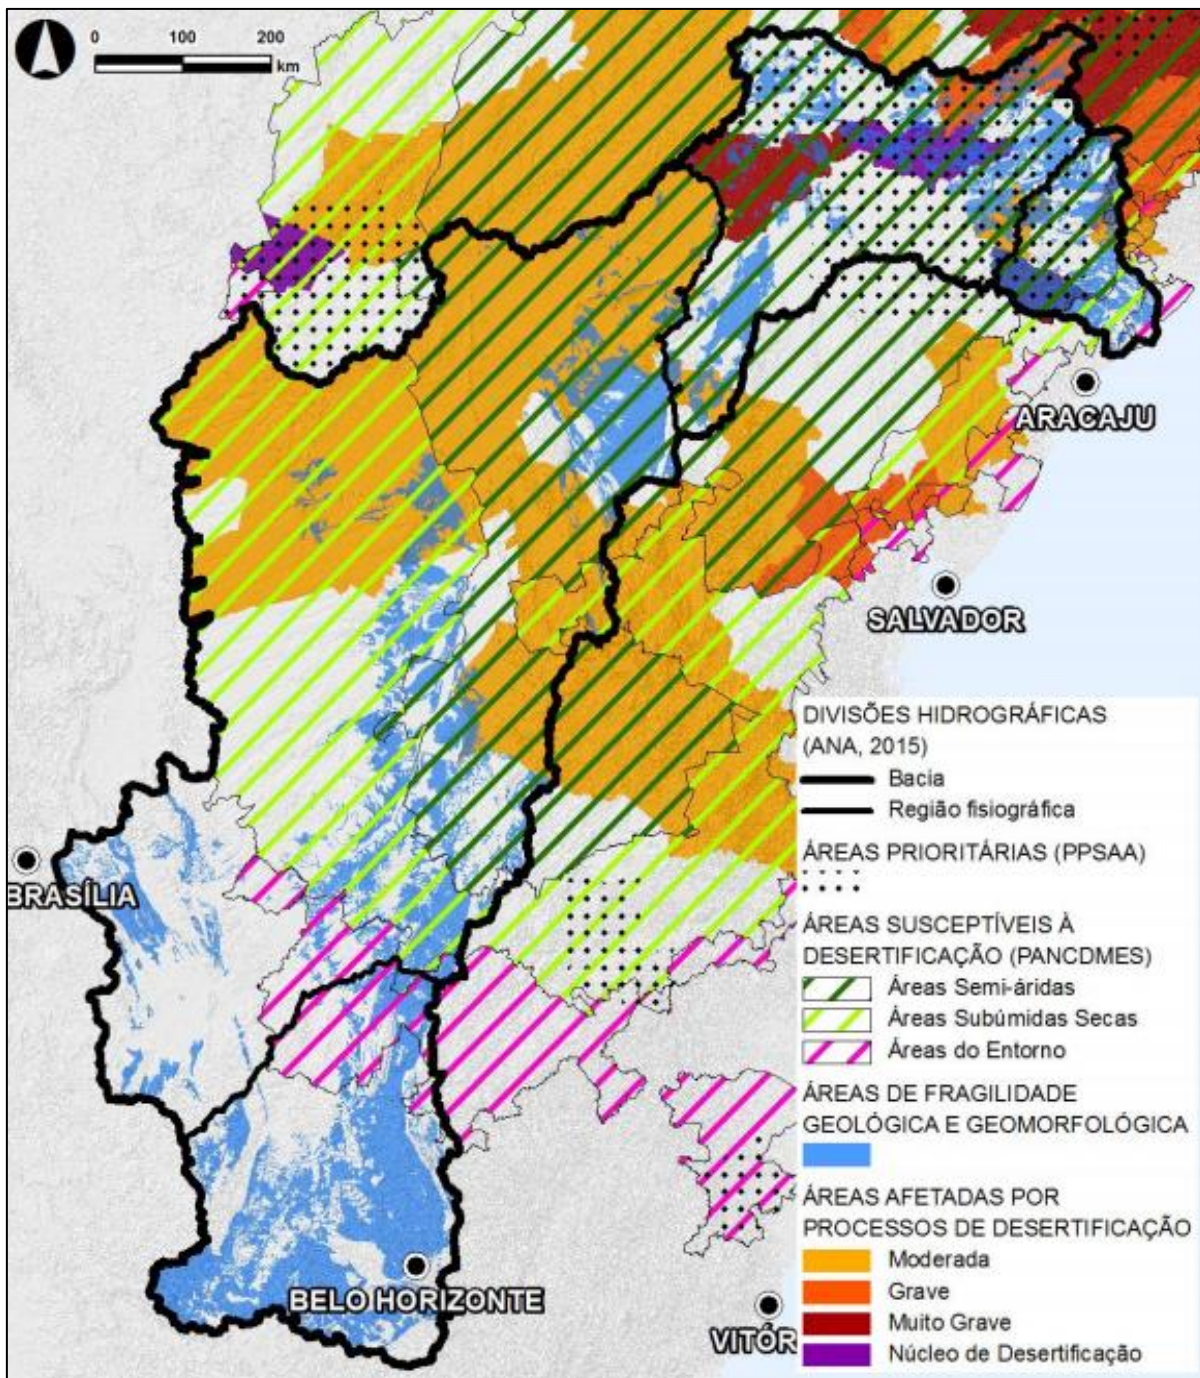 0 100 200
km
ARACAJU
SALVADOR
BRASÍLIA
BELO HORIZONTE
VITÓR
DIVISÕES HIDROGRÁFICAS
(ANA, 2015)
Bacia
Região fisiográfica
ÁREAS PRIORITÁRIAS (PPSAA)
ÁREAS SUSCEPTÍVEIS À
DESERTIFICAÇÃO (PANCDMES)
Áreas Semi-áridas
Áreas Subúmidas Secas
Áreas do Entorno
ÁREAS DE FRAGILIDADE
GEOLÓGICA E GEOMORFOLÓGICA
ÁREAS AFETADAS POR
PROCESSOS DE DESERTIFICAÇÃO
Moderada
Grave
Muito Grave
Núcleo de Desertificação